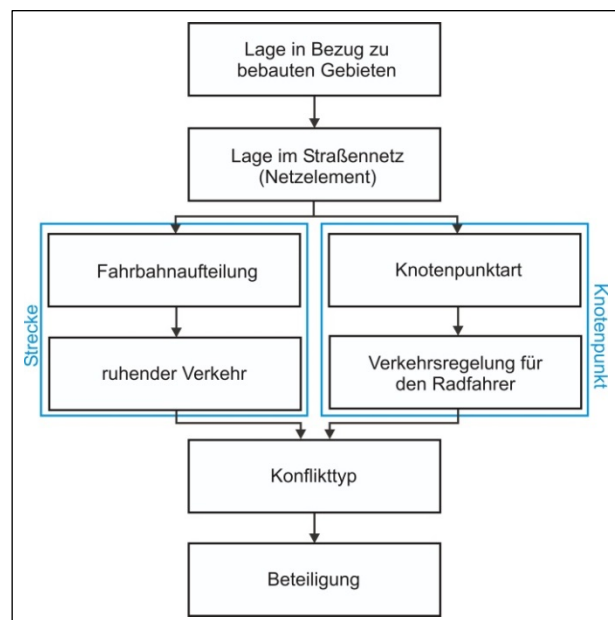 Lage in Bezug zu
bebauten Gebieten
Lage im Straßennetz
(Netzelement)
Strecke
Fahrbahnaufteilung
ruhender Verkehr
Knotenpunktart
Verkehrsregelung für
den Radfahrer
Knotenpunkt
Konflikttyp
Beteiligung